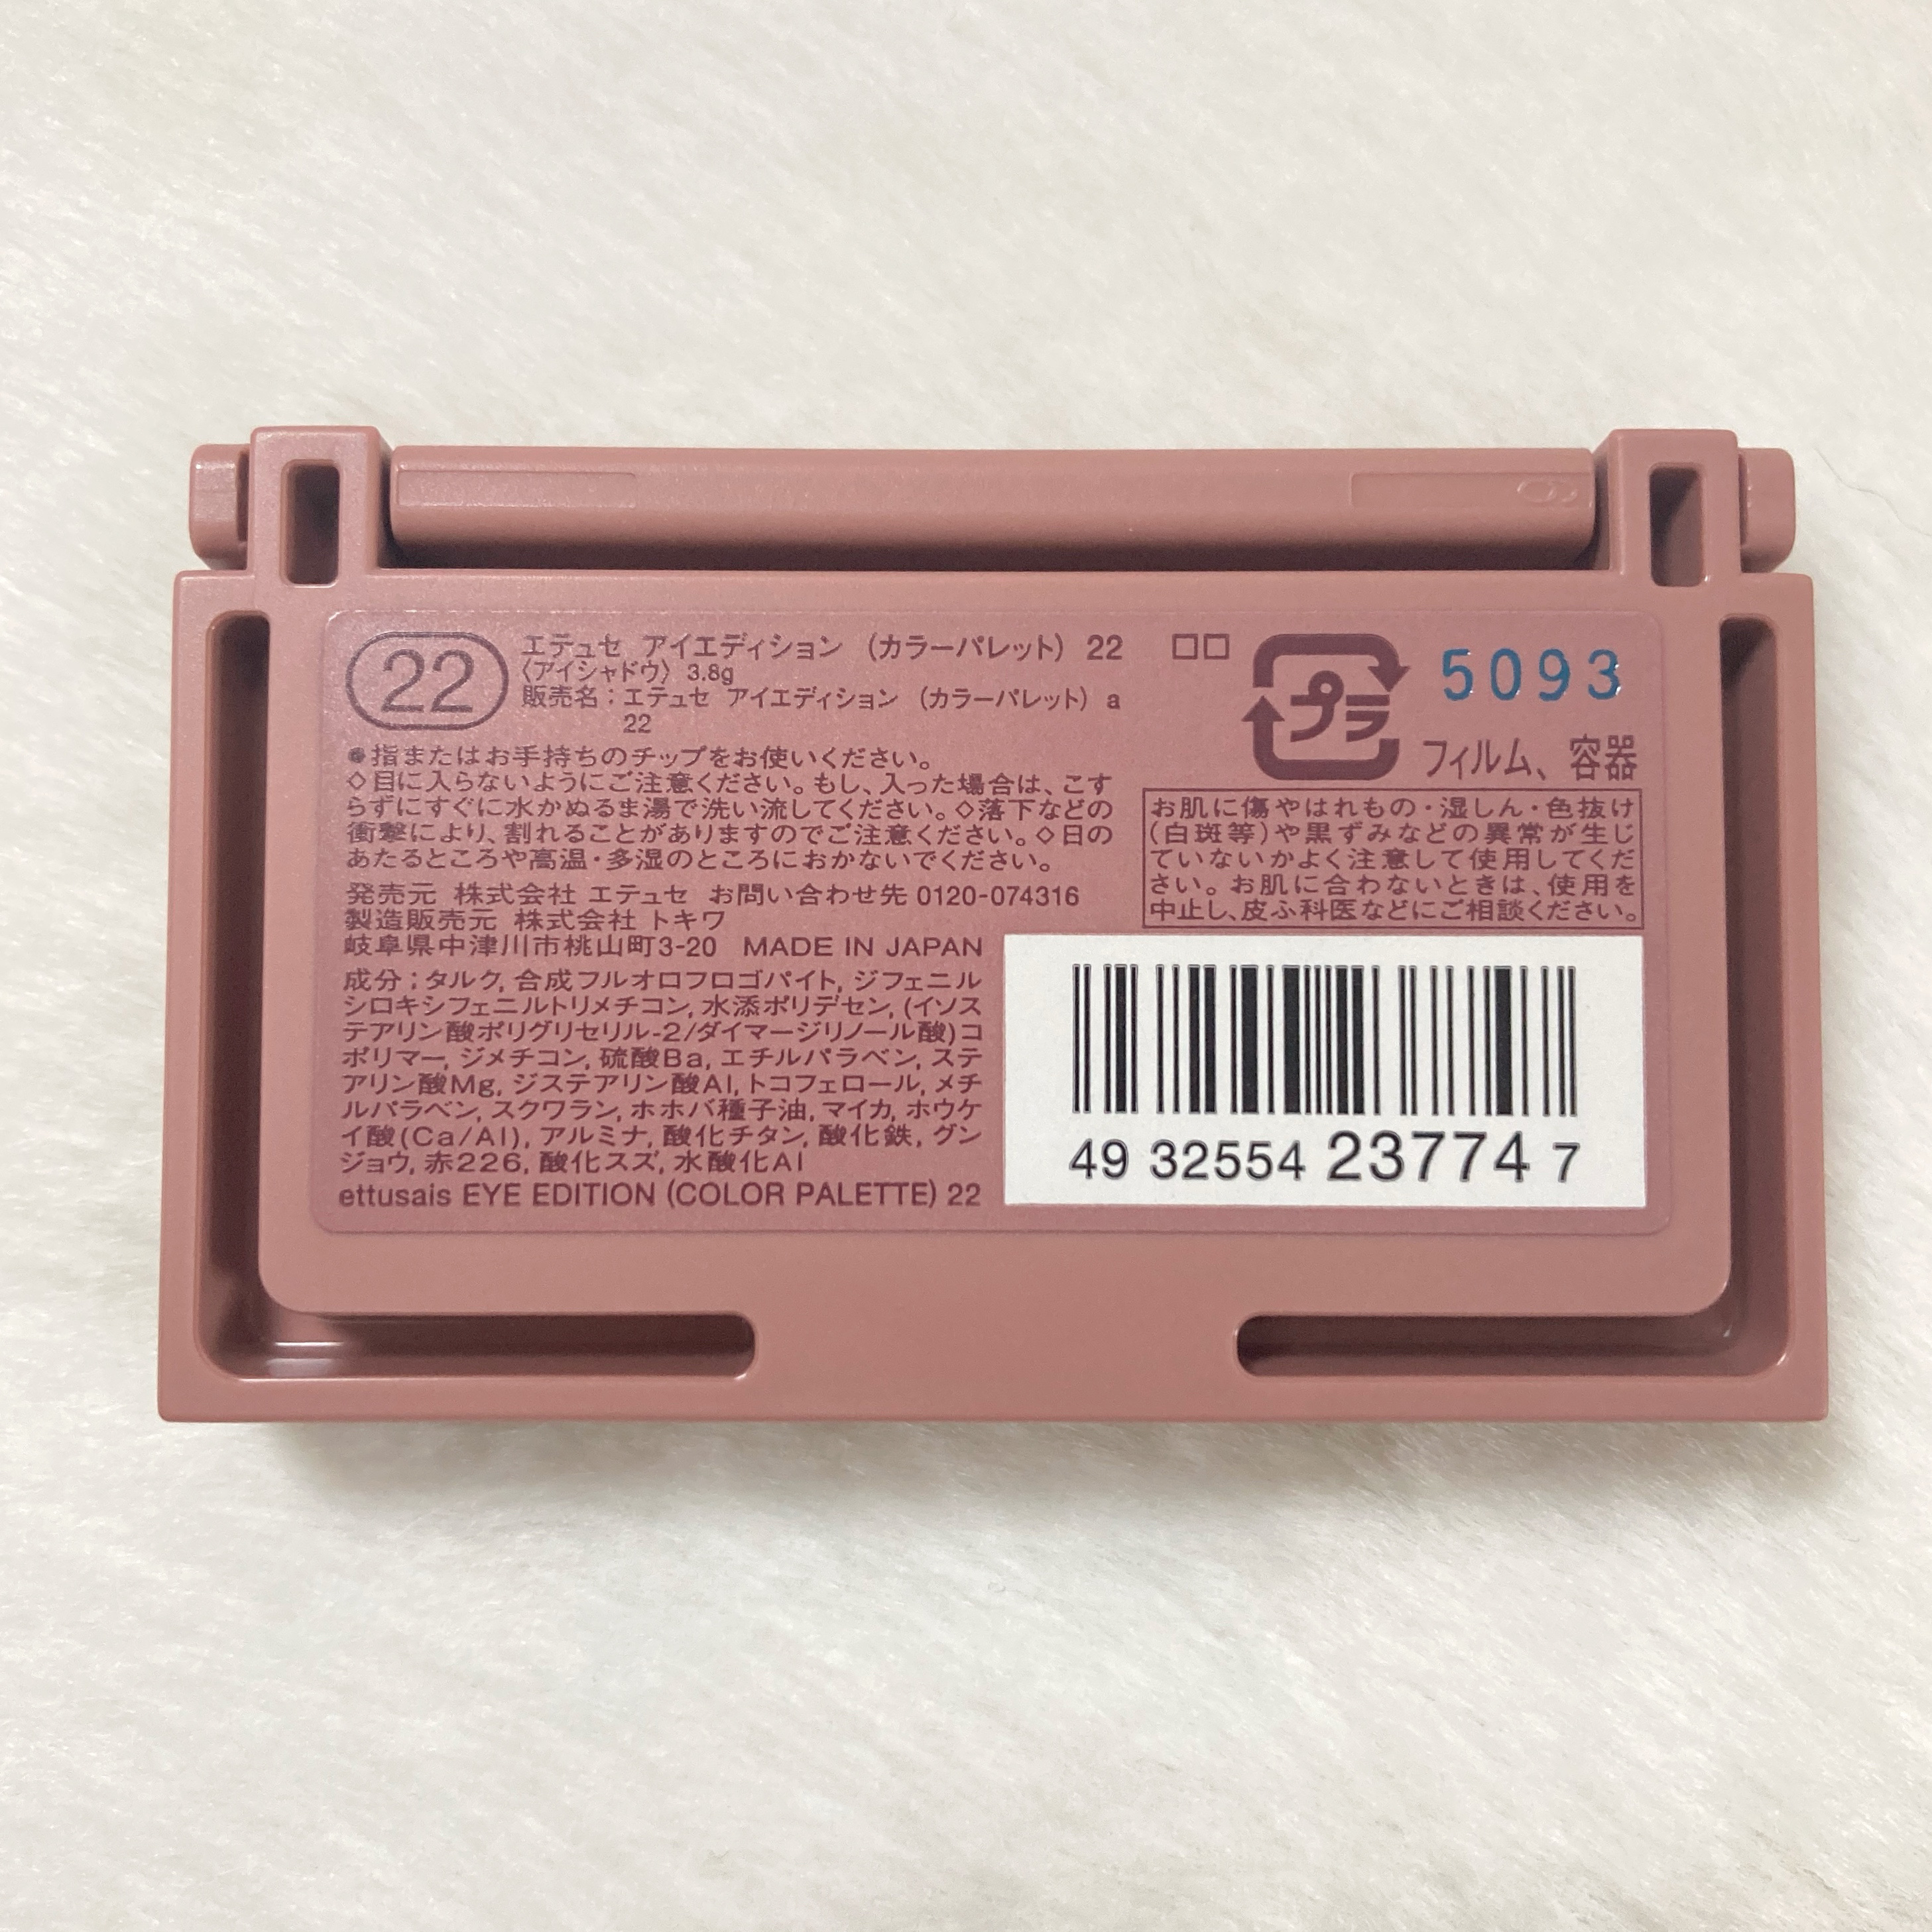 22
エテュセ アイエディション (カラーパレット) 22 □□
〈アイシャドウ〉 3.8g
販売名:エテュセ アイエディション (カラーパレット) a
22
●指またはお手持ちのチップをお使いください。
◇目に入らないようにご注意ください。もし、入った場合は、こす
らずにすぐに水かぬるま湯で洗い流してください。◇落下などの
衝撃により、割れることがありますのでご注意ください。◇日の
あたるところや高温・多湿のところにおかないでください。
発売元 株式会社 エテュセ お問い合わせ先 0120-074316
製造販売元 株式会社 トキワ
岐阜県中津川市桃山町3-20 MADE IN JAPAN
成分:タルク, 合成フルオロフロゴパイト, ジフェニル
シロキシフェニルトリメチコン, 水添ポリデセン, (イソス
テアリン酸ポリグリセリル-2/ダイマージリノール酸)コ
ポリマー, ジメチコン, 硫酸Ba, エチルパラベン, ステ
アリン酸Mg, ジステアリン酸Al, トコフェロール, メチ
ルパラベン, スクワラン, ホホバ種子油, マイカ, ホウケ
イ酸(Ca/Al), アルミナ, 酸化チタン, 酸化鉄, グン
ジョウ, 赤226, 酸化スズ, 水酸化Al
ettusais EYE EDITION (COLOR PALETTE) 22
プラ
5093
フィルム、容器
お肌に傷やはれもの・湿しん・色抜け
(白斑等)や黒ずみなどの異常が生じ
ていないかよく注意して使用してくだ
さい。お肌に合わないときは、使用を
中止し、皮ふ科医などにご相談ください。
49 32554 23774 7